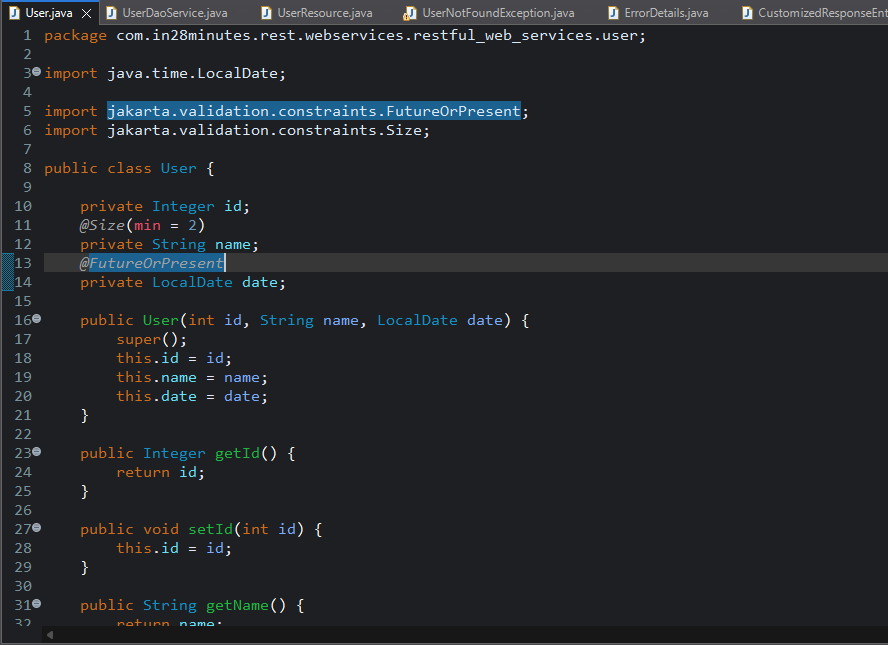 User.java UserDaoService.java UserResource.java UserNotFoundException.java ErrorDetails.java CustomizedResponseEnt
1 package com.in28minutes.rest.webservices.restful_web_services.user;
2
3 import java.time.LocalDate;
4
5 import jakarta.validation.constraints.FutureOrPresent;
6 import jakarta.validation.constraints.Size;
7
8 public class User {
9
10 private Integer id;
11 @Size(min = 2)
12 private String name;
13 @FutureOrPresent
14 private LocalDate date;
15
16 public User(int id, String name, LocalDate date) {
17 super();
18 this.id = id;
19 this.name = name;
20 this.date = date;
21 }
22
23 public Integer getId() {
24 return id;
25 }
26
27 public void setId(int id) {
28 this.id = id;
29 }
30
31 public String getName() {
32 return name;